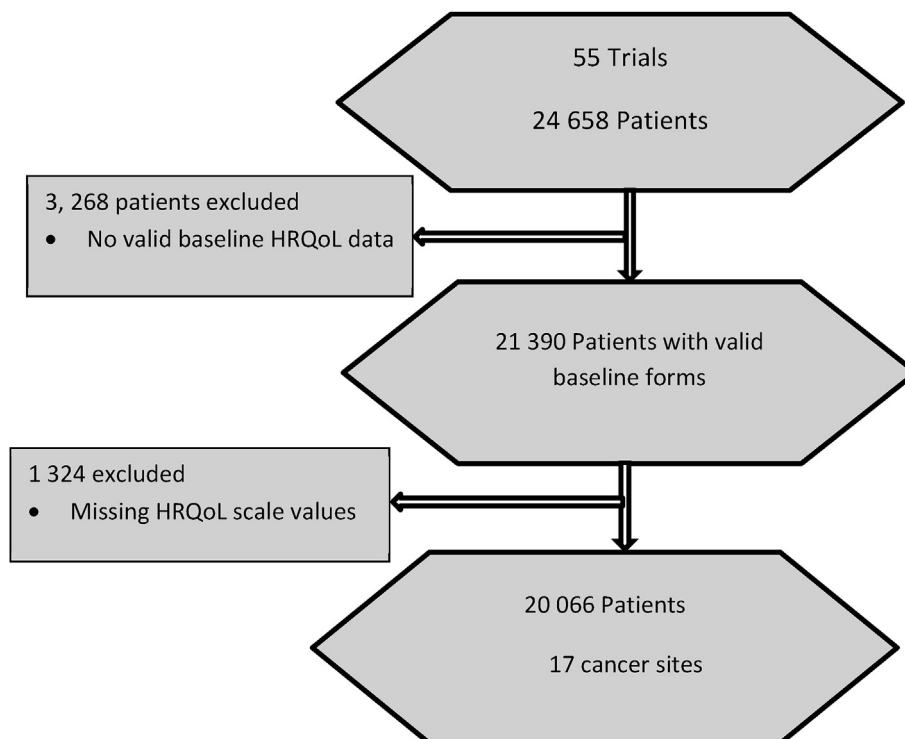 55 Trials
24 658 Patients
3, 268 patients excluded
• No valid baseline HRQoL data
21 390 Patients with valid
baseline forms
1 324 excluded
• Missing HRQoL scale values
20 066 Patients
17 cancer sites